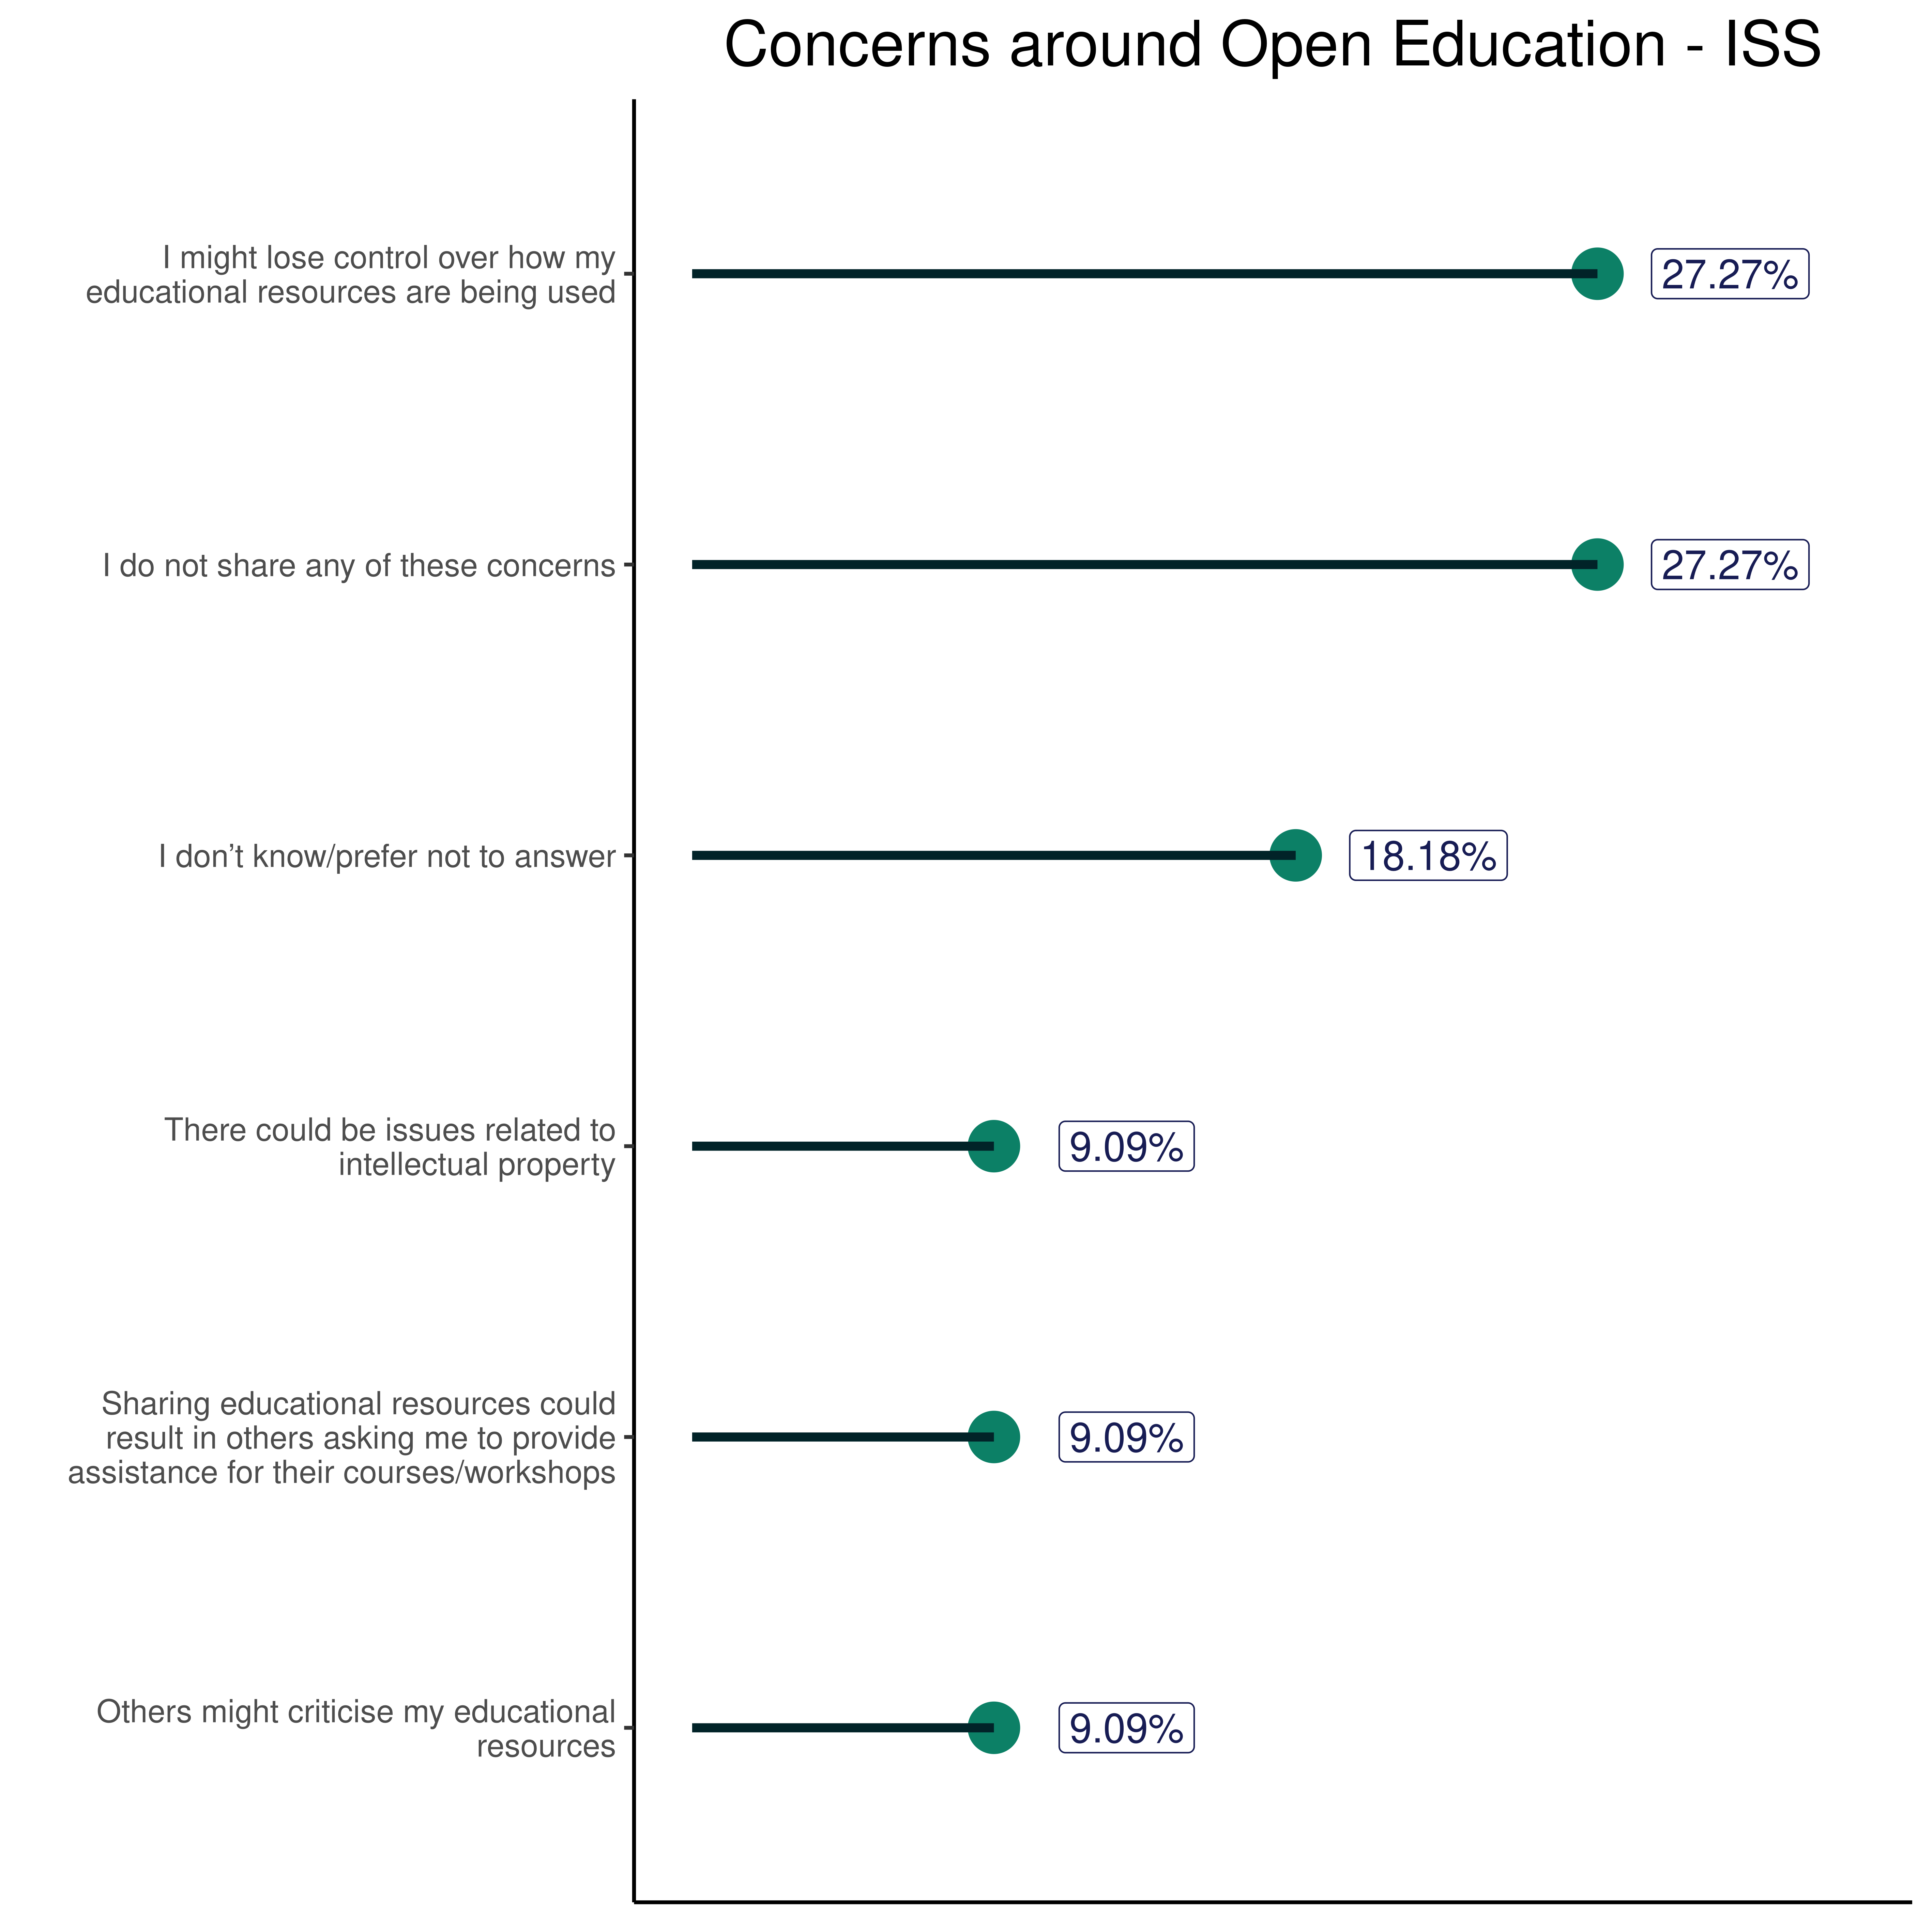 Concerns around Open Education - ISS
I might lose control over how my
educational resources are being used
27.27%
I do not share any of these concerns
27.27%
I don’t know/prefer not to answer
18.18%
There could be issues related to
intellectual property
9.09%
Sharing educational resources could
result in others asking me to provide
assistance for their courses/workshops
9.09%
Others might criticise my educational
resources
9.09%